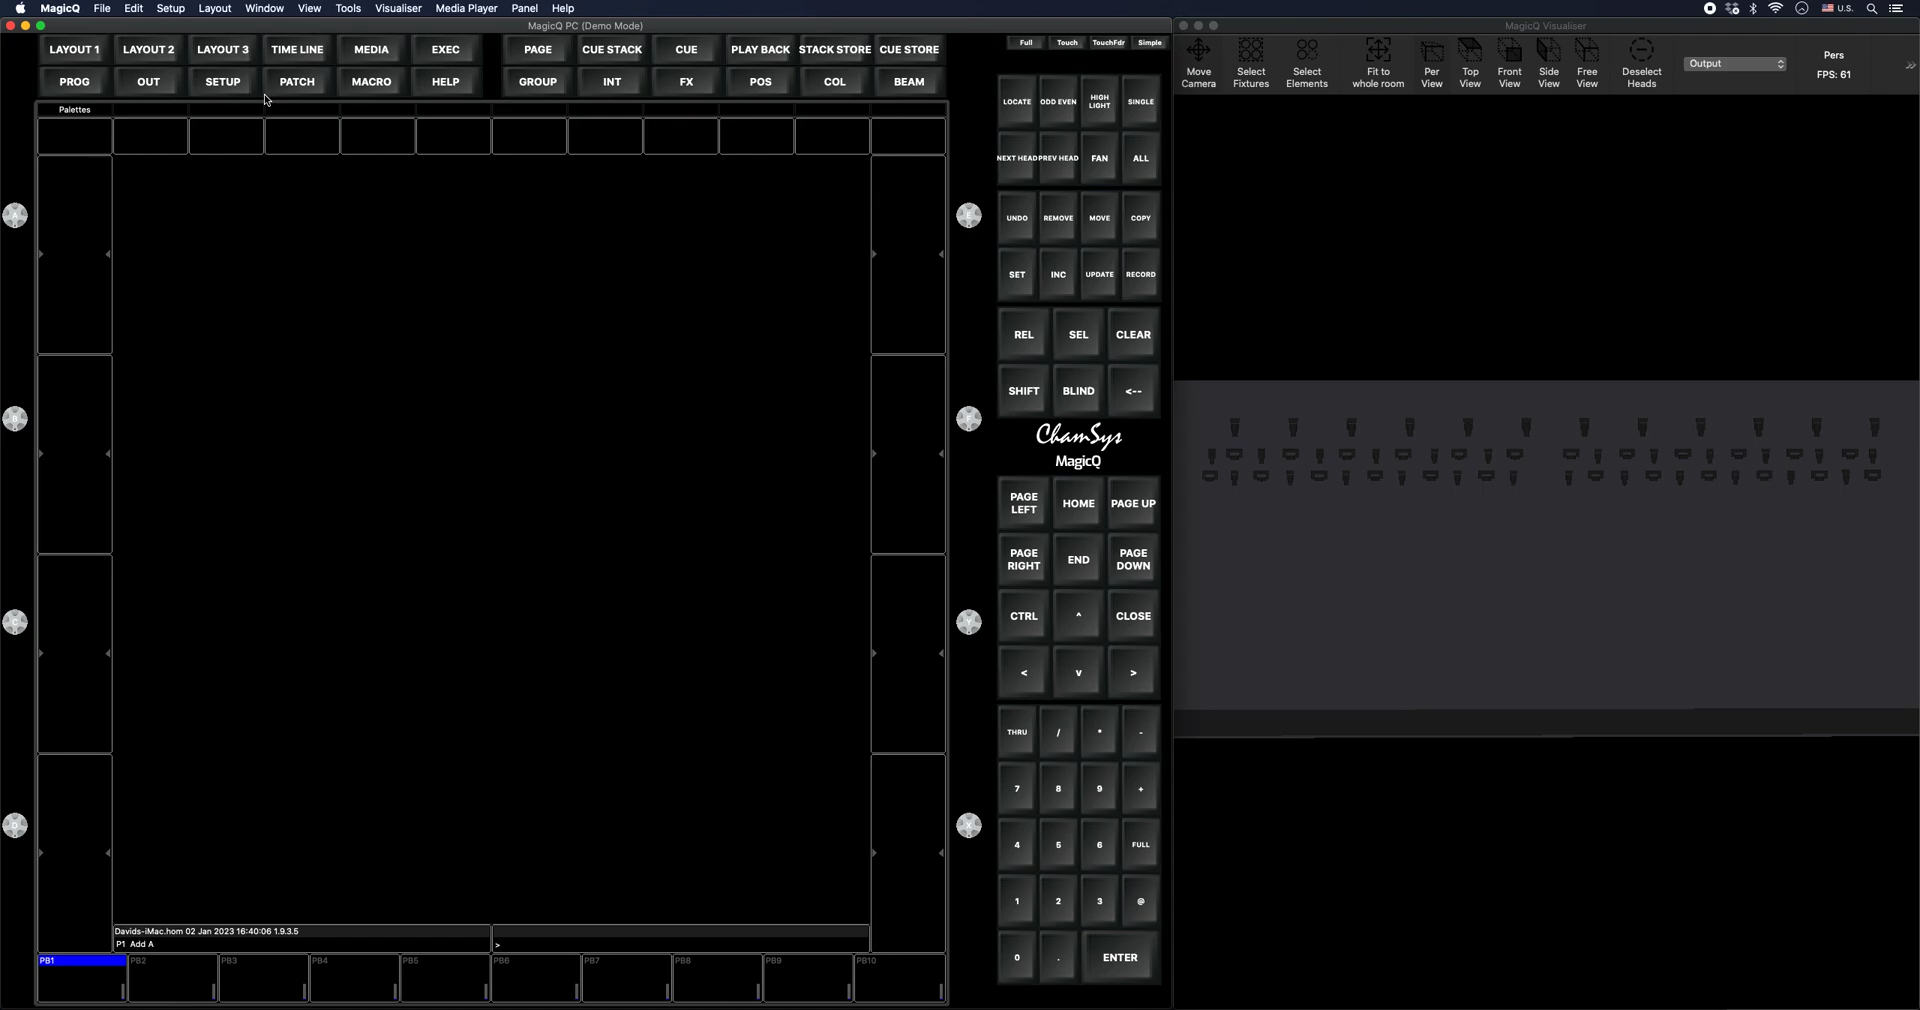 MagicQ File Edit Setup Layout Window View Tools Visualiser Media Player Panel Help U.S.
MagicQ PC (Demo Mode)
MagicQ Visualiser
LAYOUT 1 LAYOUT 2 LAYOUT 3 TIME LINE MEDIA EXEC PAGE CUE STACK CUE PLAY BACK STACK STORE CUE STORE
PROG OUT SETUP PATCH MACRO HELP GROUP INT FX POS COL BEAM
Full Touch TouchFdr Simple
Move Camera
Select Fixtures
Select Elements
Fit to whole room
Per View
Top View
Front View
Side View
Free View
Deselect Heads
Output
Pers
FPS: 61
Palettes
A
B
C
D
E
F
Y
X
LOCATE ODD EVEN HIGH LIGHT SINGLE
NEXT HEAD PREV HEAD FAN ALL
UNDO REMOVE MOVE COPY
SET INC UPDATE RECORD
REL SEL CLEAR
SHIFT BLIND <--
ChamSys
MagicQ
PAGE LEFT HOME PAGE UP
PAGE RIGHT END PAGE DOWN
CTRL ^ CLOSE
< v >
THRU / * -
7 8 9 +
4 5 6 FULL
1 2 3 @
0 . ENTER
Davids-iMac.hom 02 Jan 2023 16:40:06 1.9.3.5
P1 Add A
>
PB1 PB2 PB3 PB4 PB5 PB6 PB7 PB8 PB9 PB10